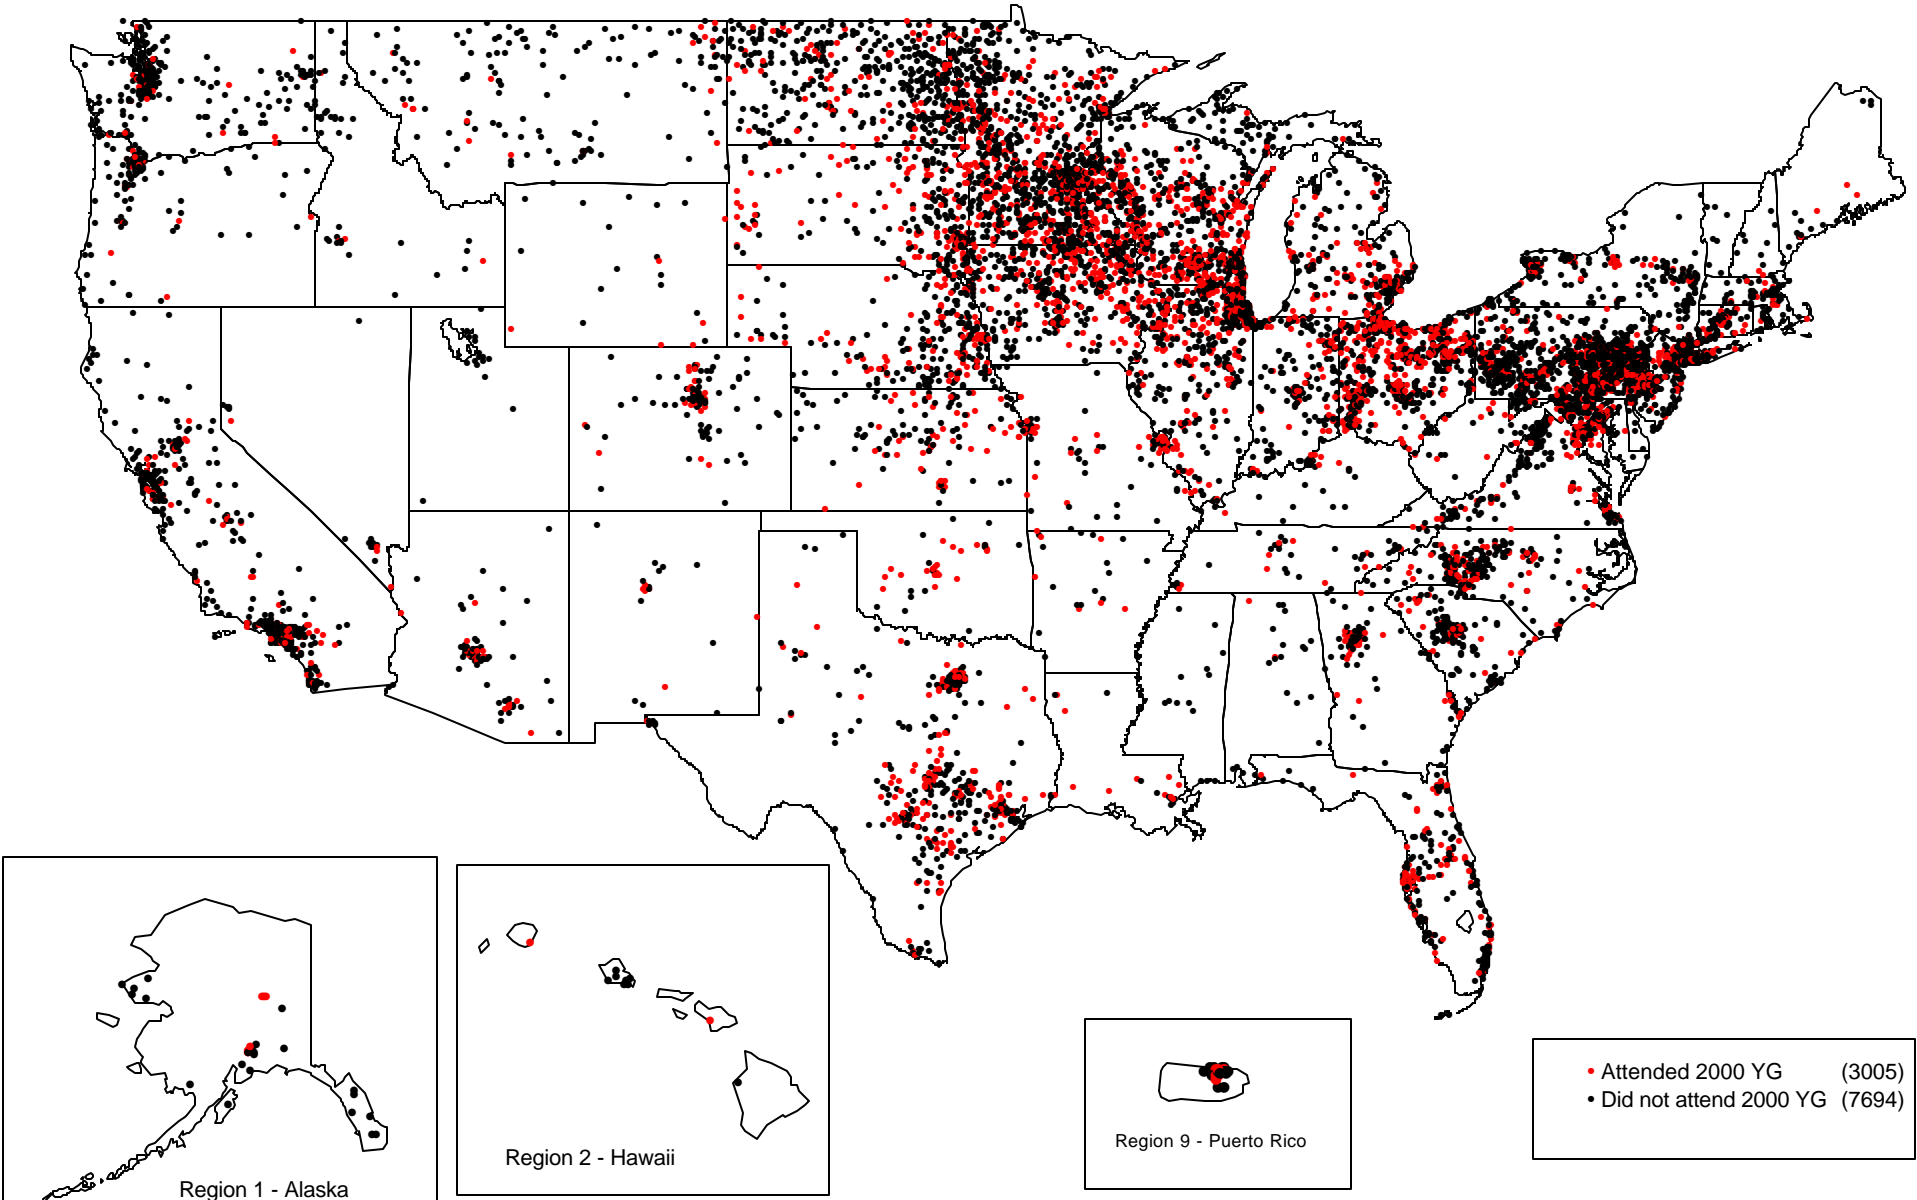 Attended 2000 YG (3005)
Did not attend 2000 YG (7694)
Region 9 - Puerto Rico
Region 2 - Hawaii
Region 1 - Alaska